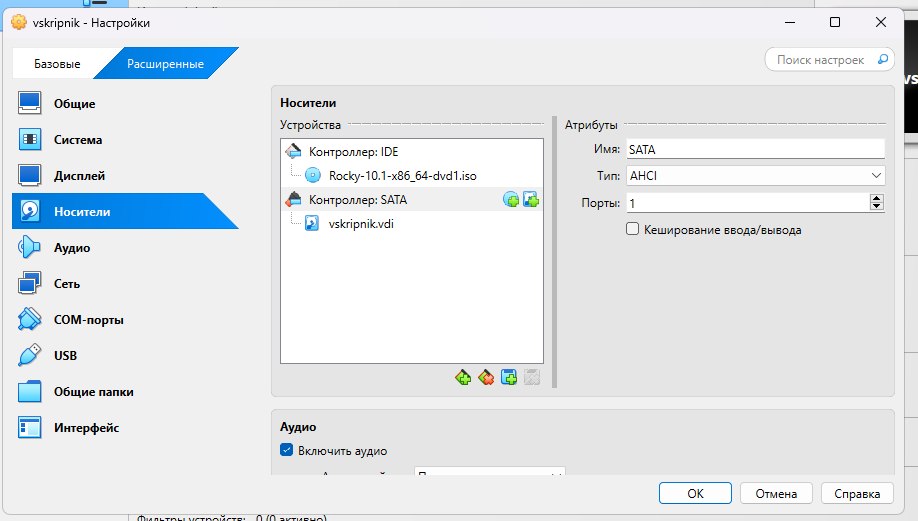 vskripnik - Настройки
Базовые
Расширенные
Поиск настроек
Общие
Система
Дисплей
Носители
Аудио
Сеть
COM-порты
USB
Общие папки
Интерфейс
Носители
Устройства
Контроллер: IDE
Rocky-10.1-x86_64-dvd1.iso
Контроллер: SATA
vskripnik.vdi
Атрибуты
Имя: SATA
Тип: AHCI
Порты: 1
Кеширование ввода/вывода
Аудио
Включить аудио
OK
Отмена
Справка
vs
Фильтры устройств: 0 (0 активно)